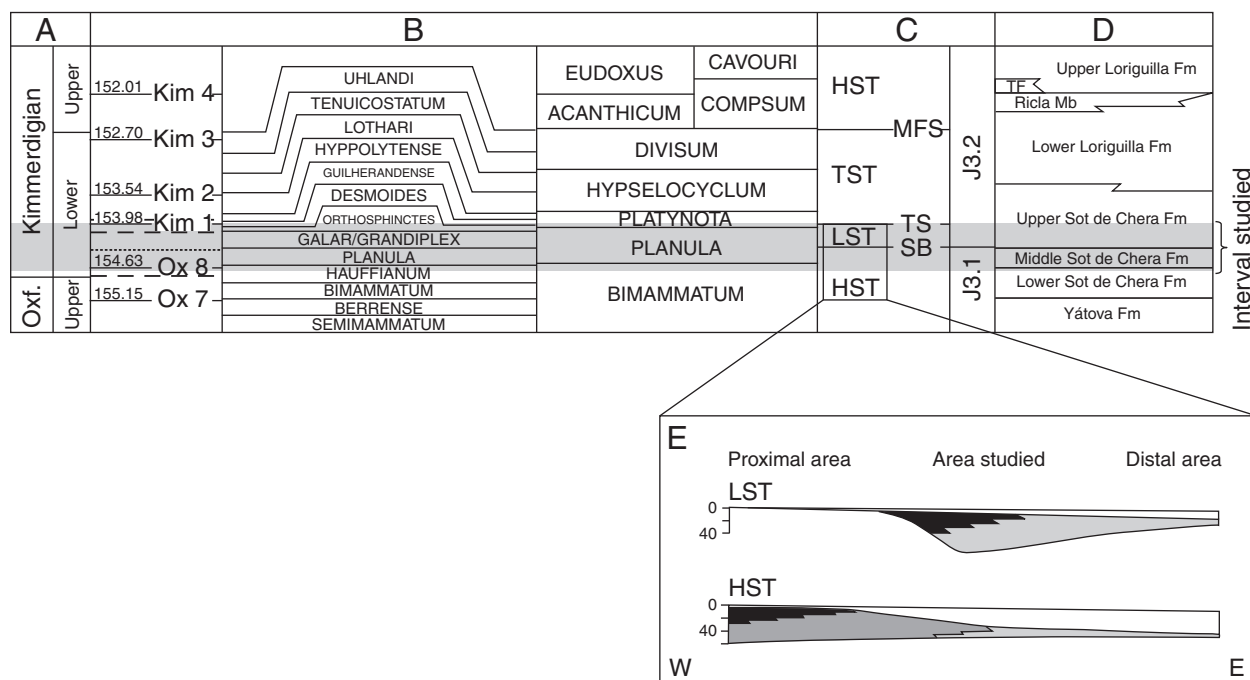 A
B
C
D
Kimmerdigian
Oxf.
Upper
Lower
Upper
152.01
Kim 4
152.70
Kim 3
153.54
Kim 2
153.98
Kim 1
154.63
Ox 8
155.15
Ox 7
UHLANDI
TENUICOSTATUM
LOTHARI
HYPPOLYTENSE
GUILHERANDENSE
DESMOIDES
ORTHOSPHINCTES
GALAR/GRANDIPLEX
PLANULA
HAUFFIANUM
BIMAMMATUM
BERRENSE
SEMIMAMMATUM
EUDOXUS
CAVOURI
ACANTHICUM
COMPSUM
DIVISUM
HYPSELOCYCLUM
PLATYNOTA
PLANULA
BIMAMMATUM
HST
MFS
TST
TS
LST
SB
HST
J3.2
J3.1
Upper Loriguilla Fm
TF
Ricla Mb
Lower Loriguilla Fm
Upper Sot de Chera Fm
Middle Sot de Chera Fm
Lower Sot de Chera Fm
Yátova Fm
Interval studied
E
Proximal area Area studied Distal area
LST
0
40
HST
0
40
W E